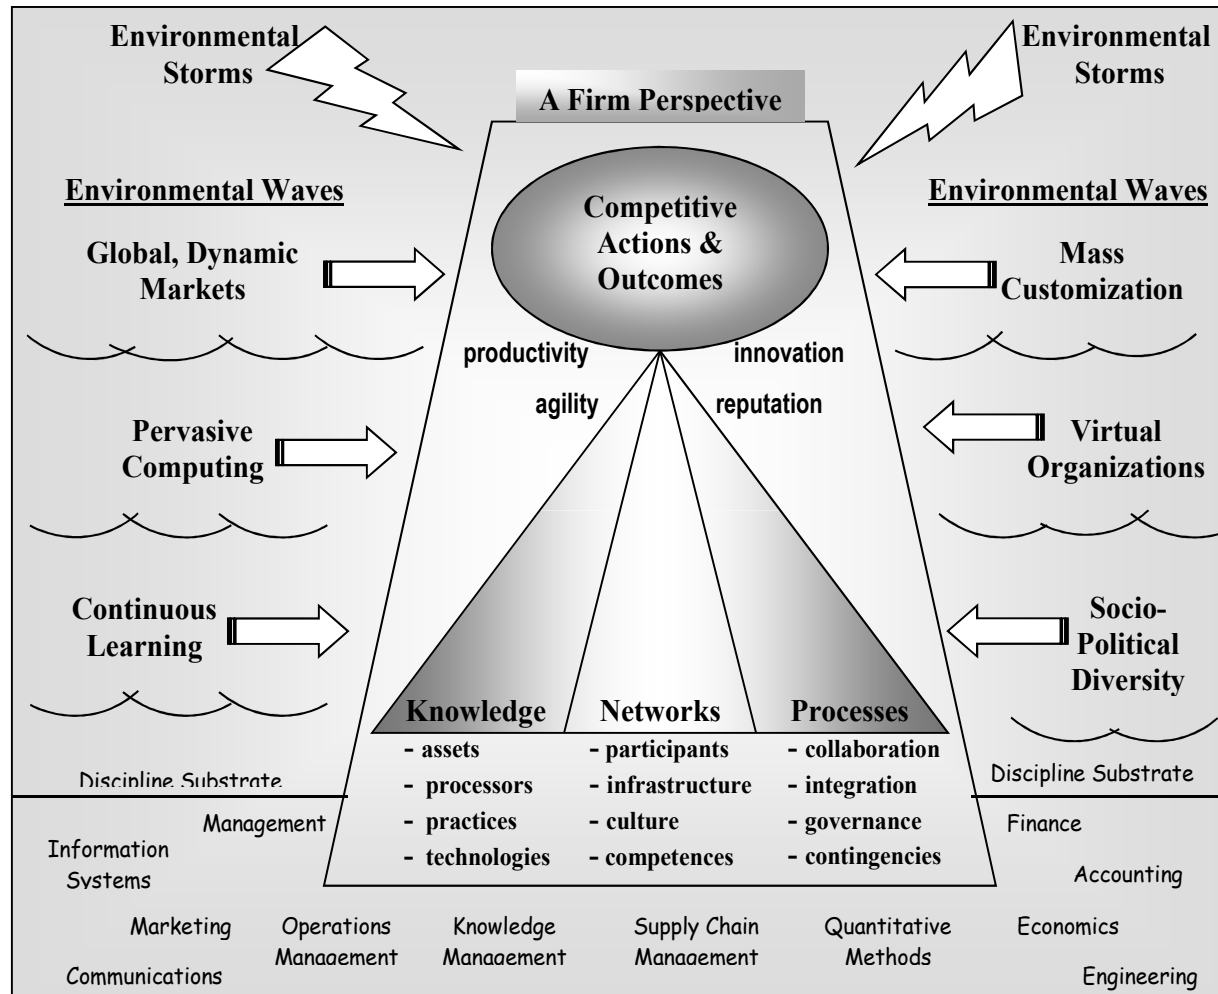 Environmental
Storms
Environmental
Storms
A Firm Perspective
Environmental Waves
Environmental Waves
Global, Dynamic
Markets
Competitive
Actions &
Outcomes
Mass
Customization
productivity
innovation
agility
reputation
Pervasive
Computing
Virtual
Organizations
Continuous
Learning
Socio-
Political
Diversity
Knowledge
- assets
- processors
- practices
- technologies
Networks
- participants
- infrastructure
- culture
- competences
Processes
- collaboration
- integration
- governance
- contingencies
Discipline Substrate
Discipline Substrate
Management
Finance
Information
Systems
Accounting
Marketing
Operations
Management
Knowledge
Management
Supply Chain
Management
Quantitative
Methods
Economics
Communications
Engineering